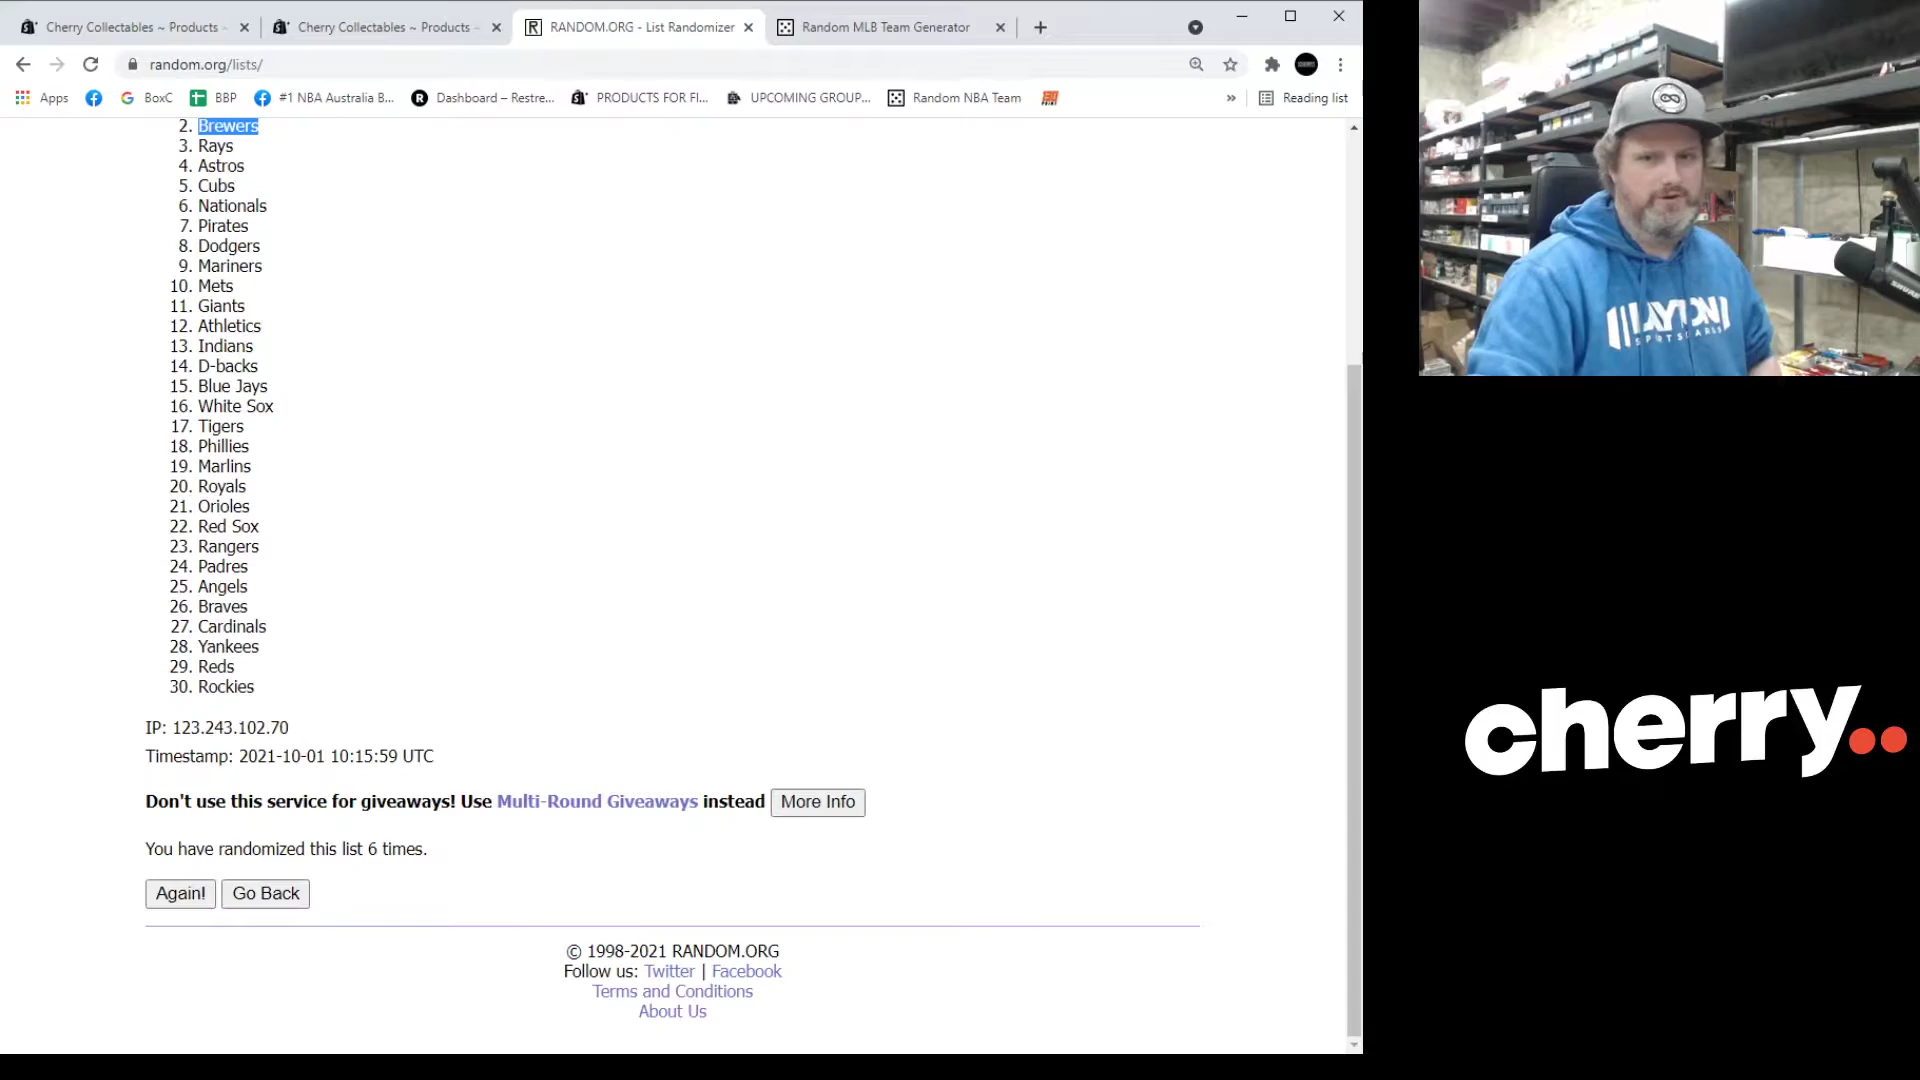 Cherry Collectables ~ Products -
Cherry Collectables ~ Products -
RANDOM.ORG - List Randomizer
Random MLB Team Generator
random.org/lists/
Apps
BoxC
BBP
#1 NBA Australia B...
Dashboard – Restre...
PRODUCTS FOR FI...
UPCOMING GROUP...
Random NBA Team
»
Reading list
2. Brewers
3. Rays
4. Astros
5. Cubs
6. Nationals
7. Pirates
8. Dodgers
9. Mariners
10. Mets
11. Giants
12. Athletics
13. Indians
14. D-backs
15. Blue Jays
16. White Sox
17. Tigers
18. Phillies
19. Marlins
20. Royals
21. Orioles
22. Red Sox
23. Rangers
24. Padres
25. Angels
26. Braves
27. Cardinals
28. Yankees
29. Reds
30. Rockies
IP: 123.243.102.70
Timestamp: 2021-10-01 10:15:59 UTC
Don't use this service for giveaways! Use Multi-Round Giveaways instead More Info
You have randomized this list 6 times.
Again! Go Back
© 1998-2021 RANDOM.ORG
Follow us: Twitter | Facebook
Terms and Conditions
About Us
SHURE
cherry..